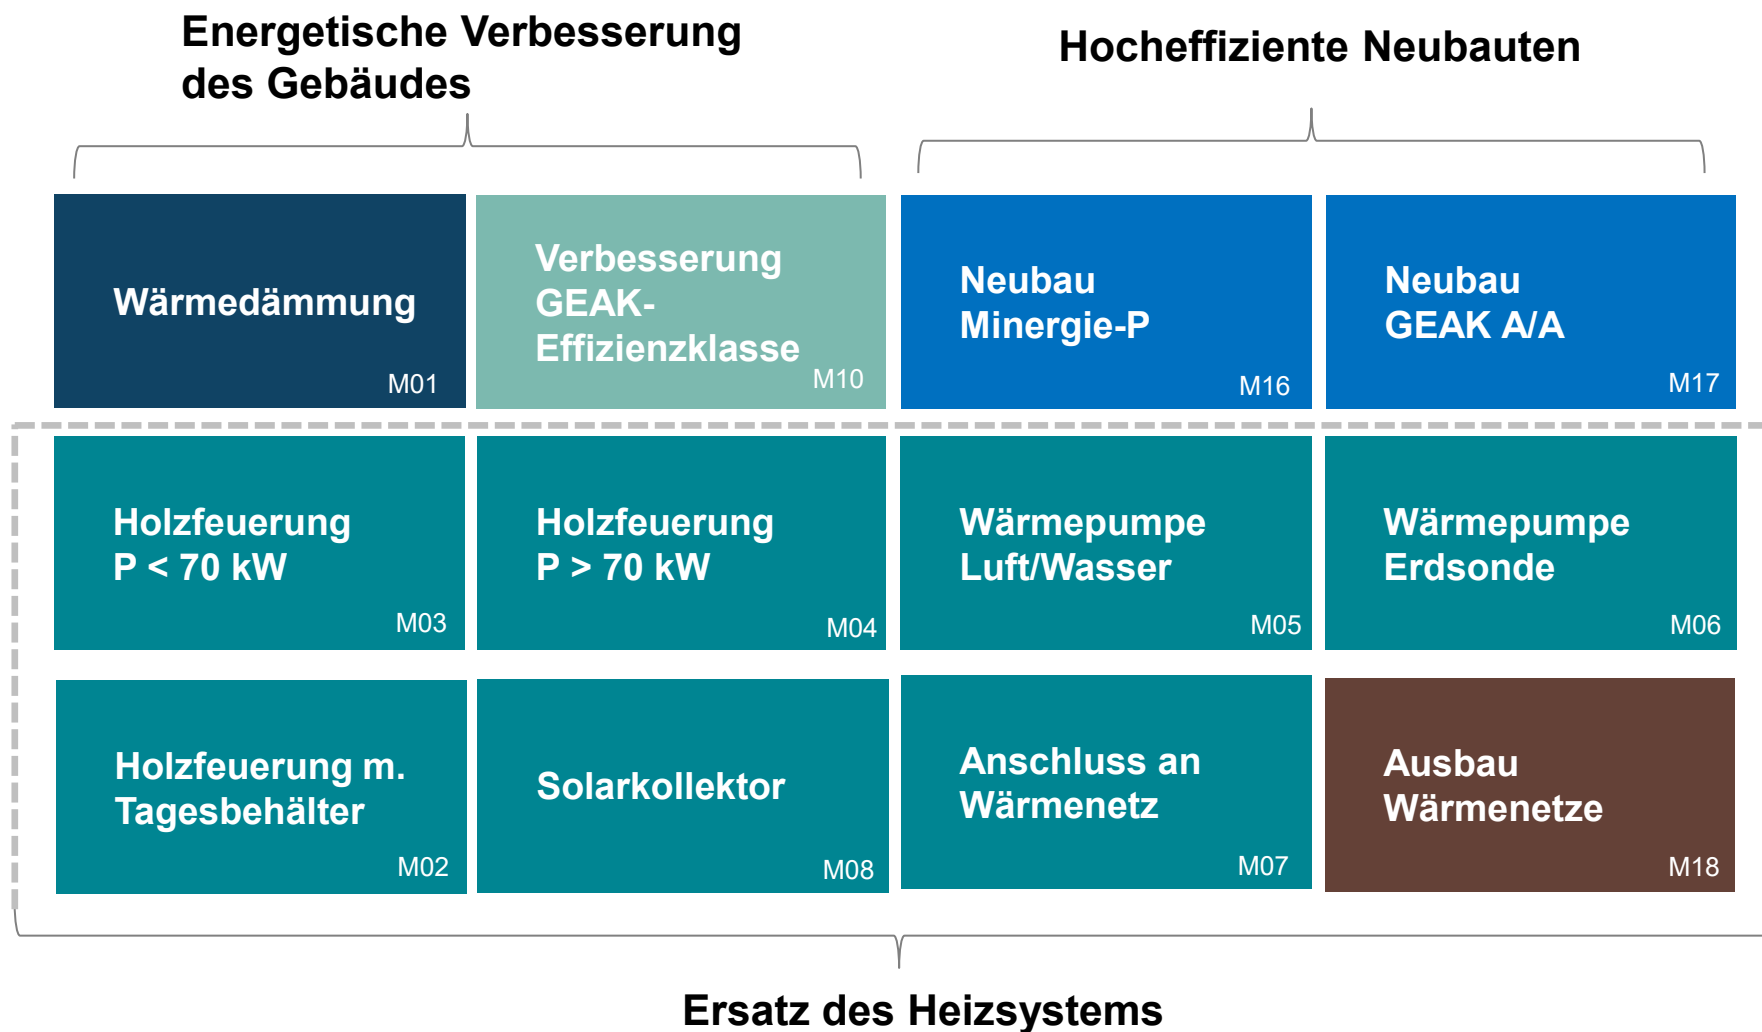 Energetische Verbesserung
des Gebäudes
Hocheffiziente Neubauten
Wärmedämmung
M01
Verbesserung
GEAK-
Effizienzklasse
M10
Neubau
Minergie-P
M16
Neubau
GEAK A/A
M17
Holzfeuerung
P < 70 kW
M03
Holzfeuerung
P > 70 kW
M04
Wärmepumpe
Luft/Wasser
M05
Wärmepumpe
Erdsonde
M06
Holzfeuerung m.
Tagesbehälter
M02
Solarkollektor
M08
Anschluss an
Wärmenetz
M07
Ausbau
Wärmenetze
M18
Ersatz des Heizsystems